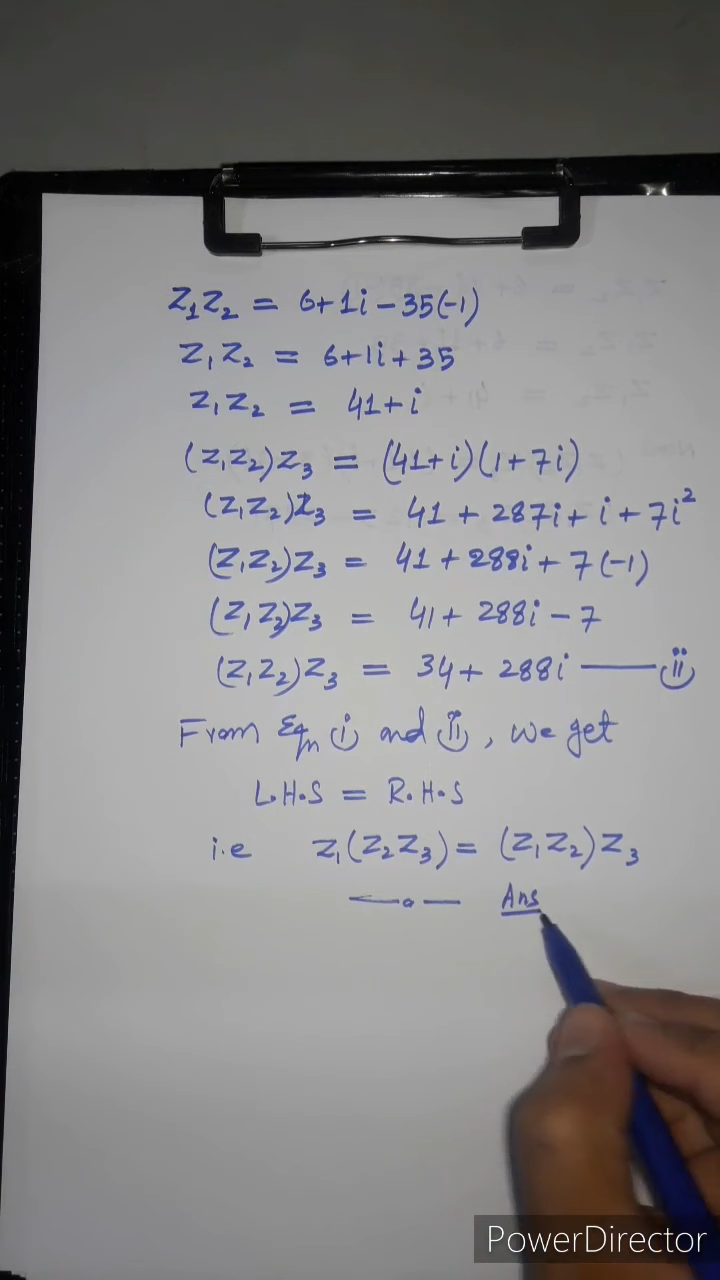 Z₁Z₂ = 6+1i-35(-1)
Z₁Z₂ = 6+1i+35
Z₁Z₂ = 41+i
(Z₁Z₂)Z₃ = (41+i)(1+7i)
(Z₁Z₂)Z₃ = 41+287i+i+7i²
(Z₁Z₂)Z₃ = 41+288i+7(-1)
(Z₁Z₂)Z₃ = 41+288i-7
(Z₁Z₂)Z₃ = 34+288i — ii
From Eqn i and ii, we get
L.H.S = R.H.S
i.e Z₁(Z₂Z₃) = (Z₁Z₂)Z₃
Ans
PowerDirector